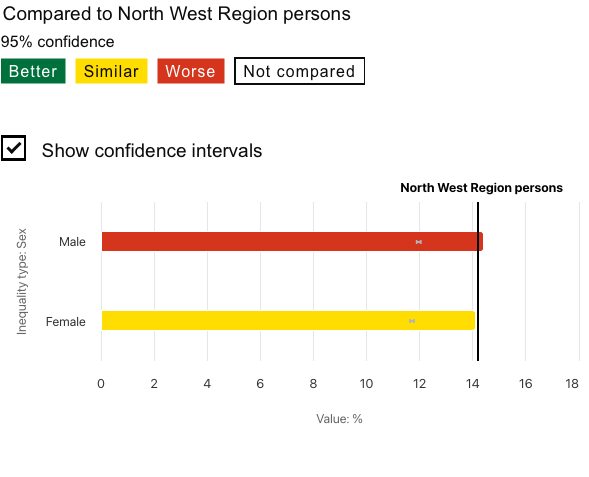 Compared to North West Region persons
95% confidence
Better Similar Worse Not compared
Show confidence intervals
North West Region persons
Inequality type: Sex
Male
Female
0 2 4 6 8 10 12 14 16 18
Value: %